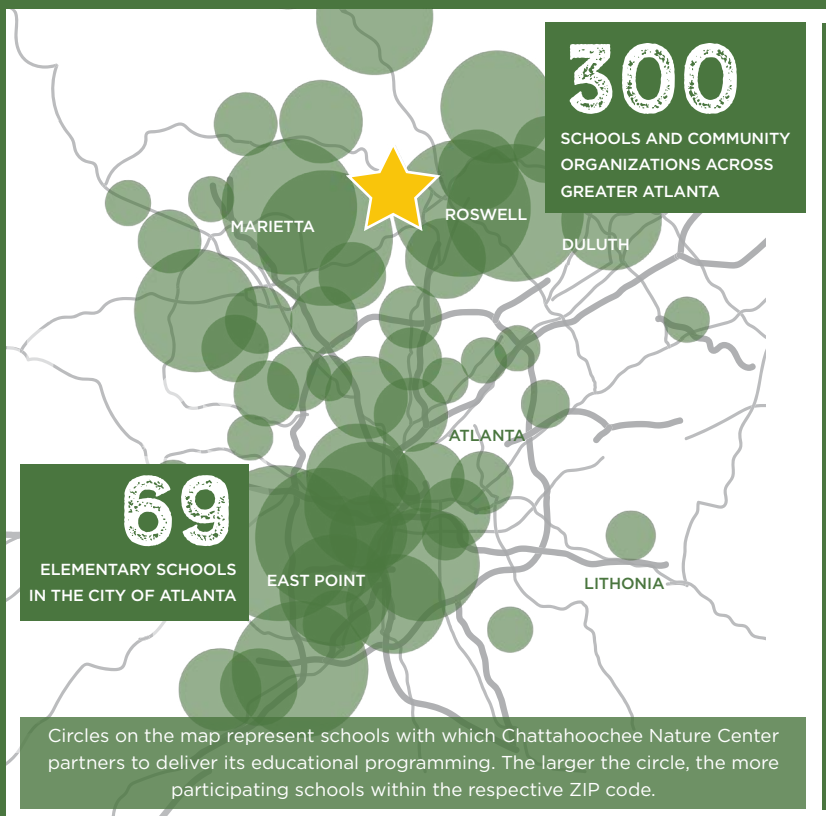 300
SCHOOLS AND COMMUNITY
ORGANIZATIONS ACROSS
GREATER ATLANTA
MARIETTA
ROSWELL
DULUTH
ATLANTA
69
ELEMENTARY SCHOOLS
IN THE CITY OF ATLANTA
EAST POINT
LITHONIA
Circles on the map represent schools with which Chattahoochee Nature Center
partners to deliver its educational programming. The larger the circle, the more
participating schools within the respective ZIP code.